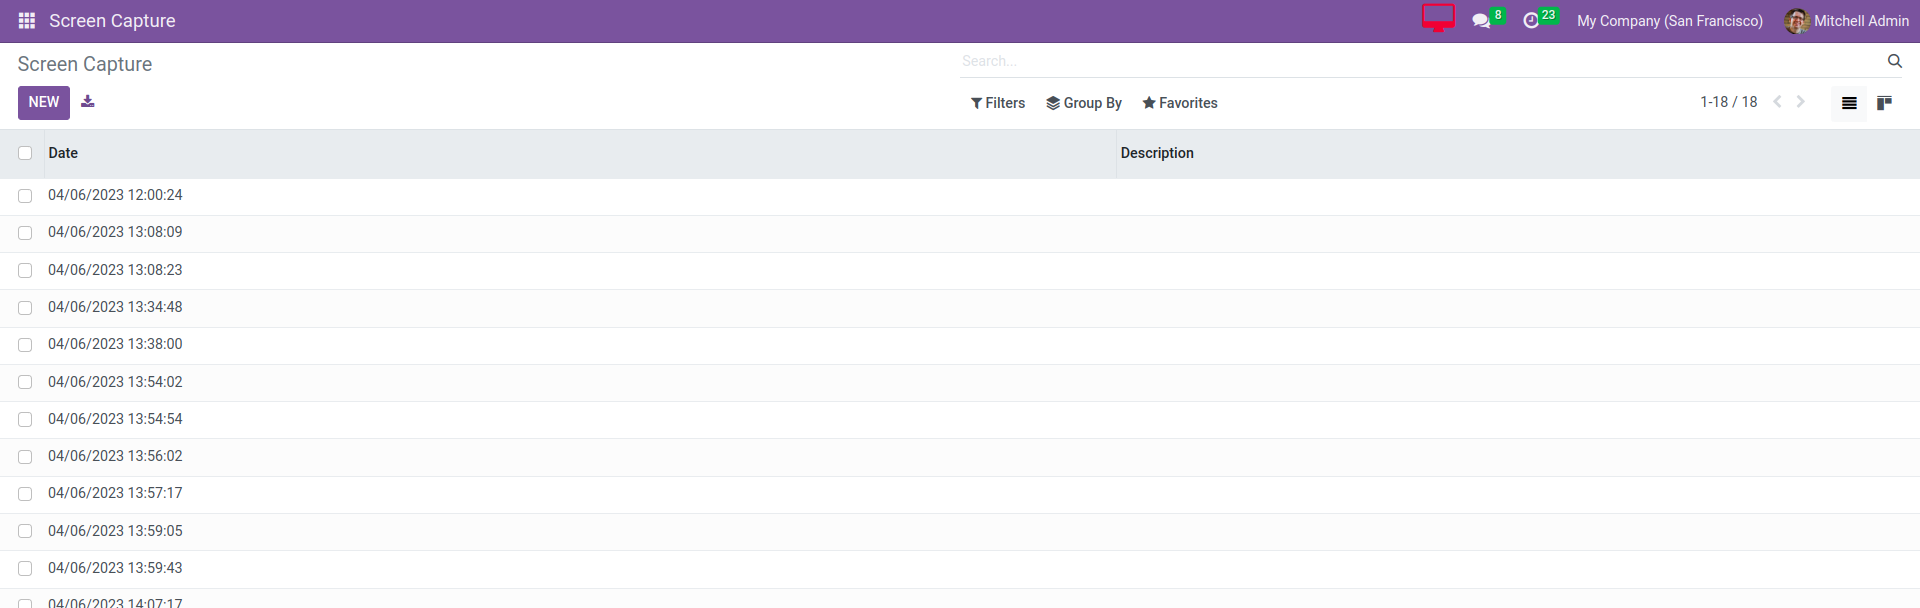 Screen Capture
8
23
My Company (San Francisco)
Mitchell Admin
Screen Capture
Search...
NEW
Filters
Group By
Favorites
1-18 / 18
Date
Description
04/06/2023 12:00:24
04/06/2023 13:08:09
04/06/2023 13:08:23
04/06/2023 13:34:48
04/06/2023 13:38:00
04/06/2023 13:54:02
04/06/2023 13:54:54
04/06/2023 13:56:02
04/06/2023 13:57:17
04/06/2023 13:59:05
04/06/2023 13:59:43
04/06/2023 14:07:17